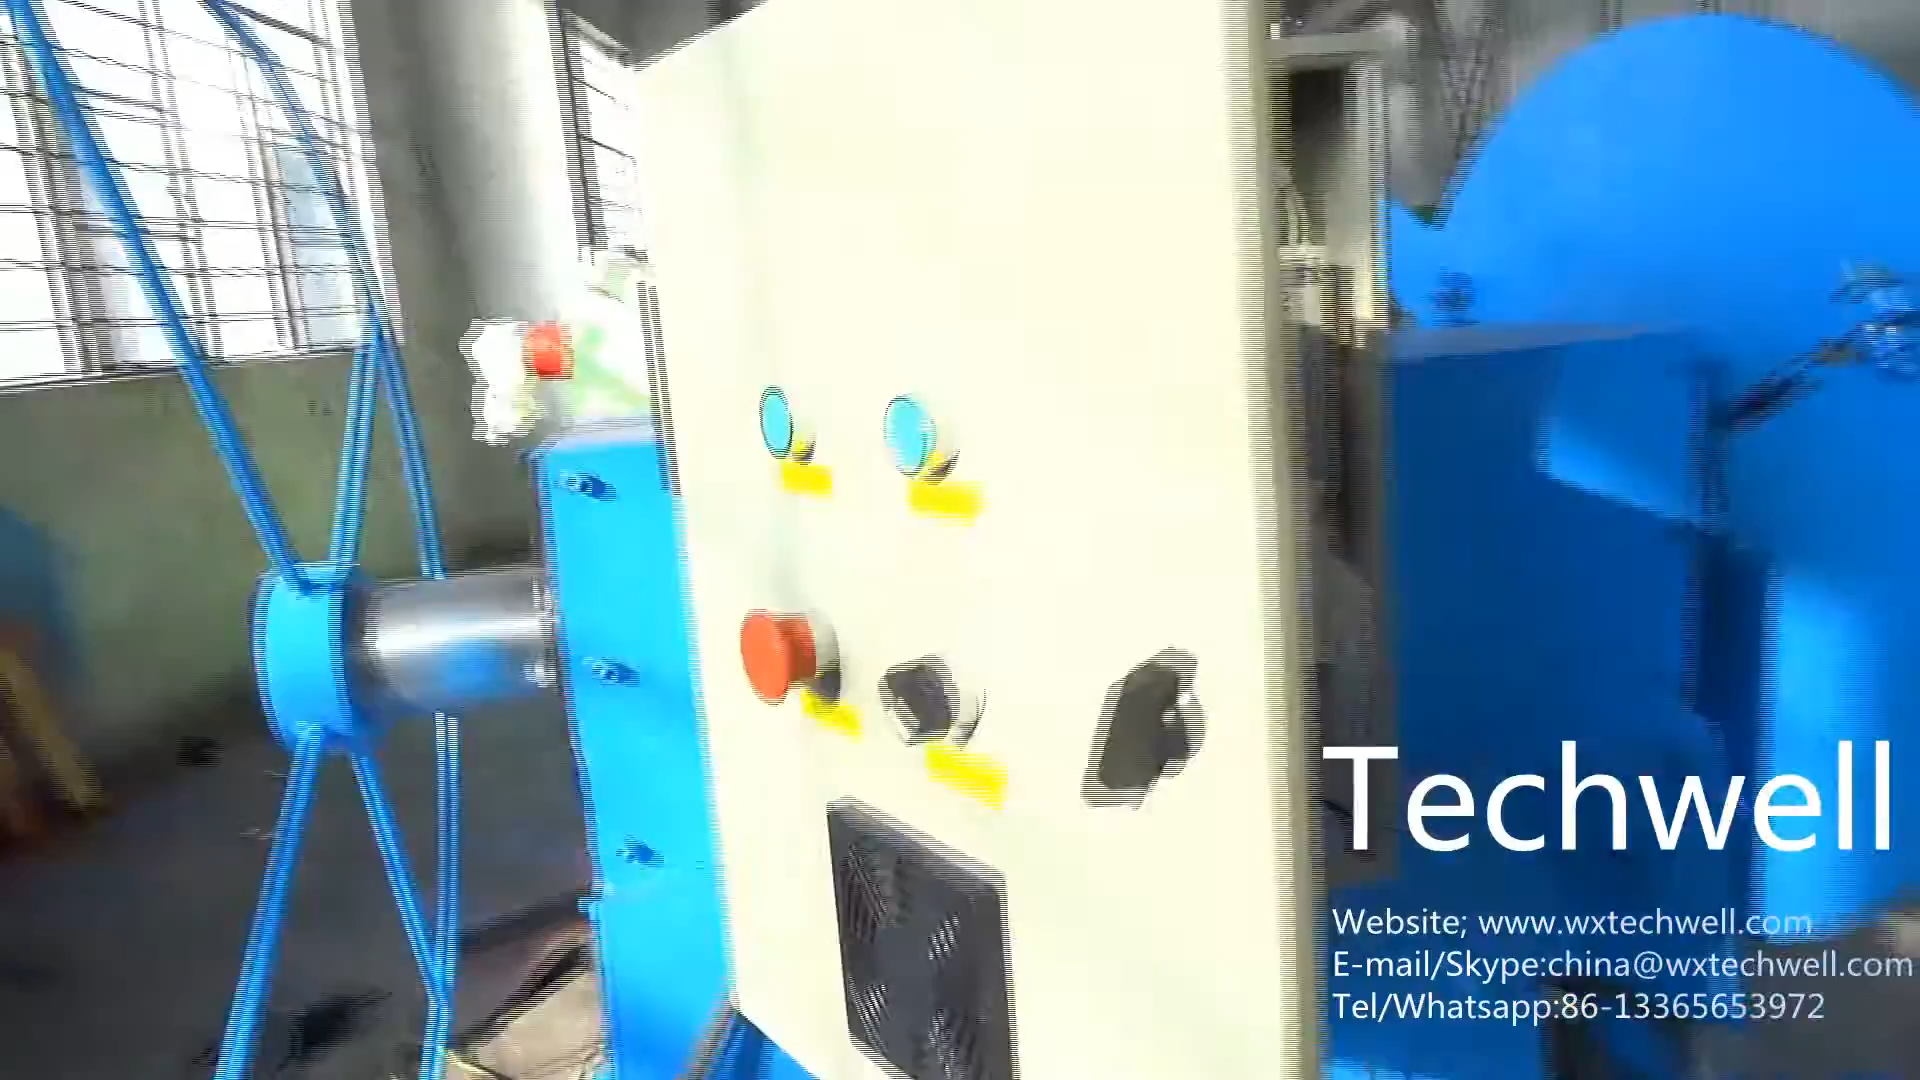 Techwell
Website; www.wxtechwell.com
E-mail/Skype:china@wxtechwell.com
Tel/Whatsapp:86-13365653972